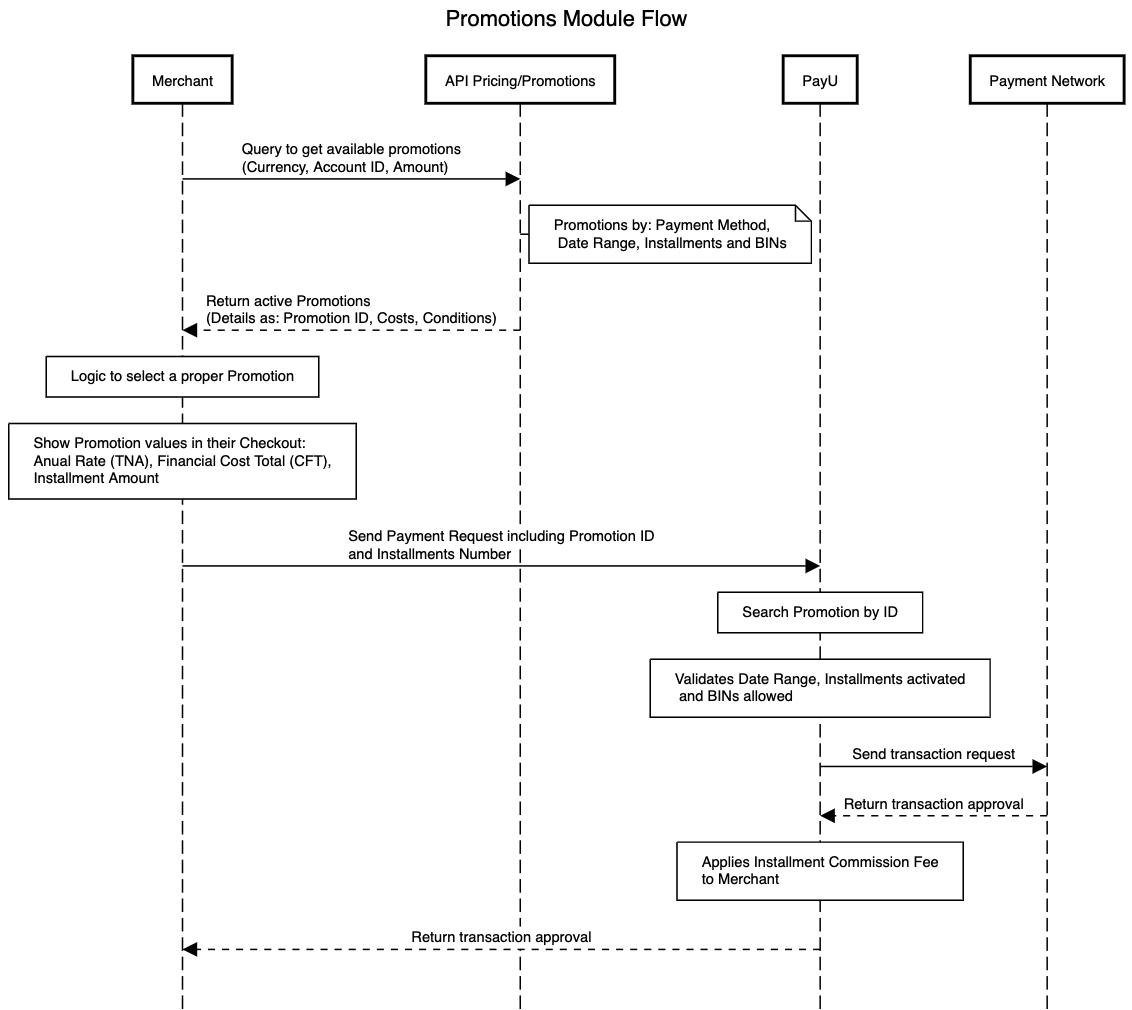 Promotions Module Flow
Merchant
API Pricing/Promotions
PayU
Payment Network
Query to get available promotions
(Currency, Account ID, Amount)
Promotions by: Payment Method,
Date Range, Installments and BINs
Return active Promotions
(Details as: Promotion ID, Costs, Conditions)
Logic to select a proper Promotion
Show Promotion values in their Checkout:
Anual Rate (TNA), Financial Cost Total (CFT),
Installment Amount
Send Payment Request including Promotion ID
and Installments Number
Search Promotion by ID
Validates Date Range, Installments activated
and BINs allowed
Send transaction request
Return transaction approval
Applies Installment Commission Fee
to Merchant
Return transaction approval